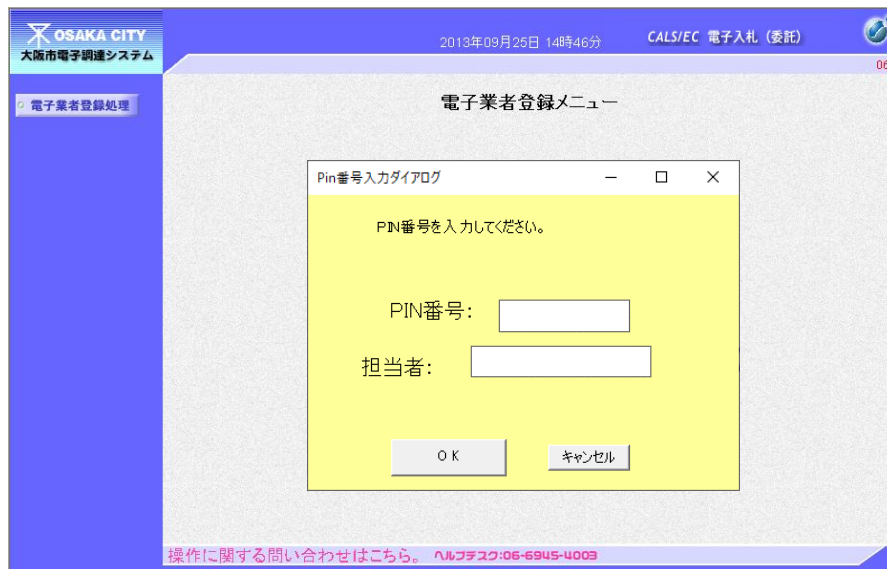 OSAKA CITY
大阪市電子調達システム
2013年09月25日 14時46分
CALS/EC 電子入札（委託）
06
電子業者登録処理
電子業者登録メニュー
Pin番号入力ダイアログ
PIN番号を入力してください。
PIN番号:
担当者:
OK
キャンセル
操作に関する問い合わせはこちら。 ヘルプデスク:06-6945-4003